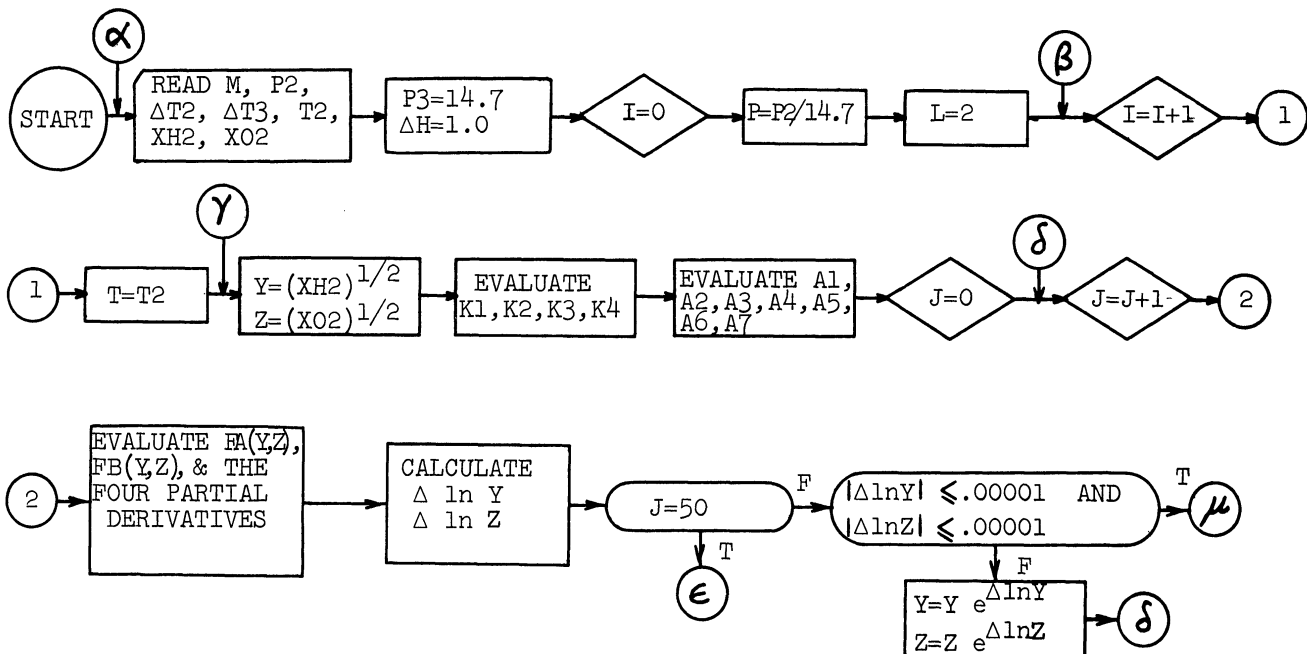 α
START
READ M, P2,
ΔT2, ΔT3, T2,
XH2, XO2
P3=14.7
ΔH=1.0
I=0
P=P2/14.7
L=2
β
I=I+1
1
1
T=T2
γ
Y=(XH2)^1/2
Z=(XO2)^1/2
EVALUATE
K1,K2,K3,K4
EVALUATE A1,
A2,A3,A4,A5,
A6,A7
J=0
δ
J=J+1
2
2
EVALUATE FA(Y,Z),
FB(Y,Z), & THE
FOUR PARTIAL
DERIVATIVES
CALCULATE
Δ ln Y
Δ ln Z
J=50
F
T
ϵ
|ΔlnY| ⩽.00001 AND
|ΔlnZ| ⩽.00001
T
μ
F
Y=Y e^ΔlnY
Z=Z e^ΔlnZ
δ